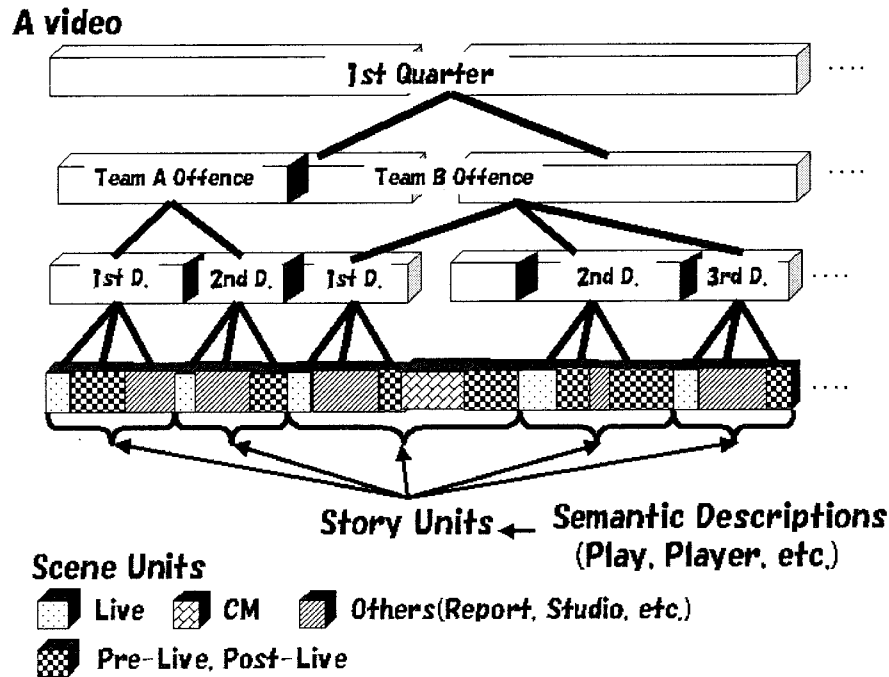 A video
1st Quarter
....
Team A Offence
Team B Offence
....
1st D.
2nd D.
1st D.
2nd D.
3rd D.
....
....
Story Units
Semantic Descriptions
(Play, Player, etc.)
Scene Units
Live
CM
Others(Report, Studio, etc.)
Pre-Live, Post-Live